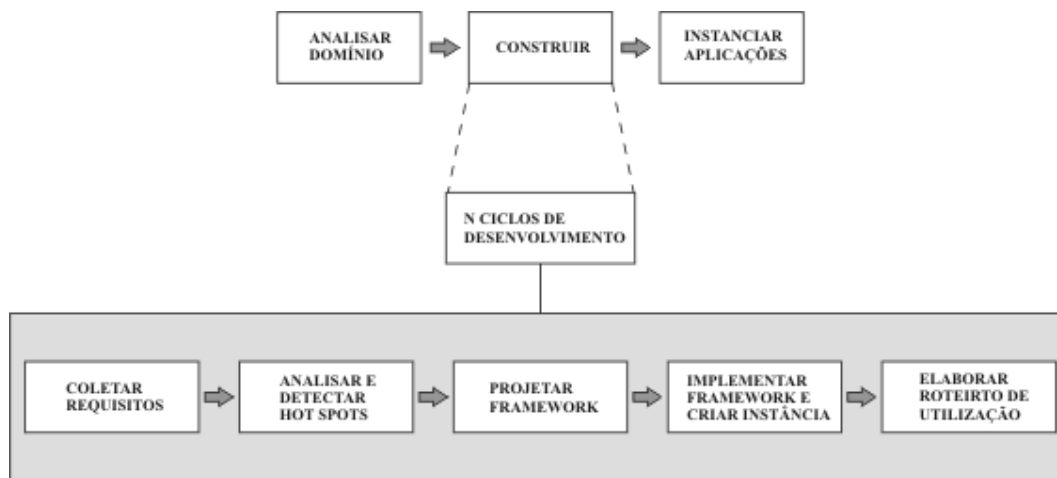 ANALISAR
DOMÍNIO
CONSTRUIR
INSTANCIAR
APLICAÇÕES
N CICLOS DE
DESENVOLVIMENTO
COLETAR
REQUISITOS
ANALISAR E
DETECTAR
HOT SPOTS
PROJETAR
FRAMEWORK
IMPLEMENTAR
FRAMEWORK E
CRIAR INSTÂNCIA
ELABORAR
ROTEIRTO DE
UTILIZAÇÃO